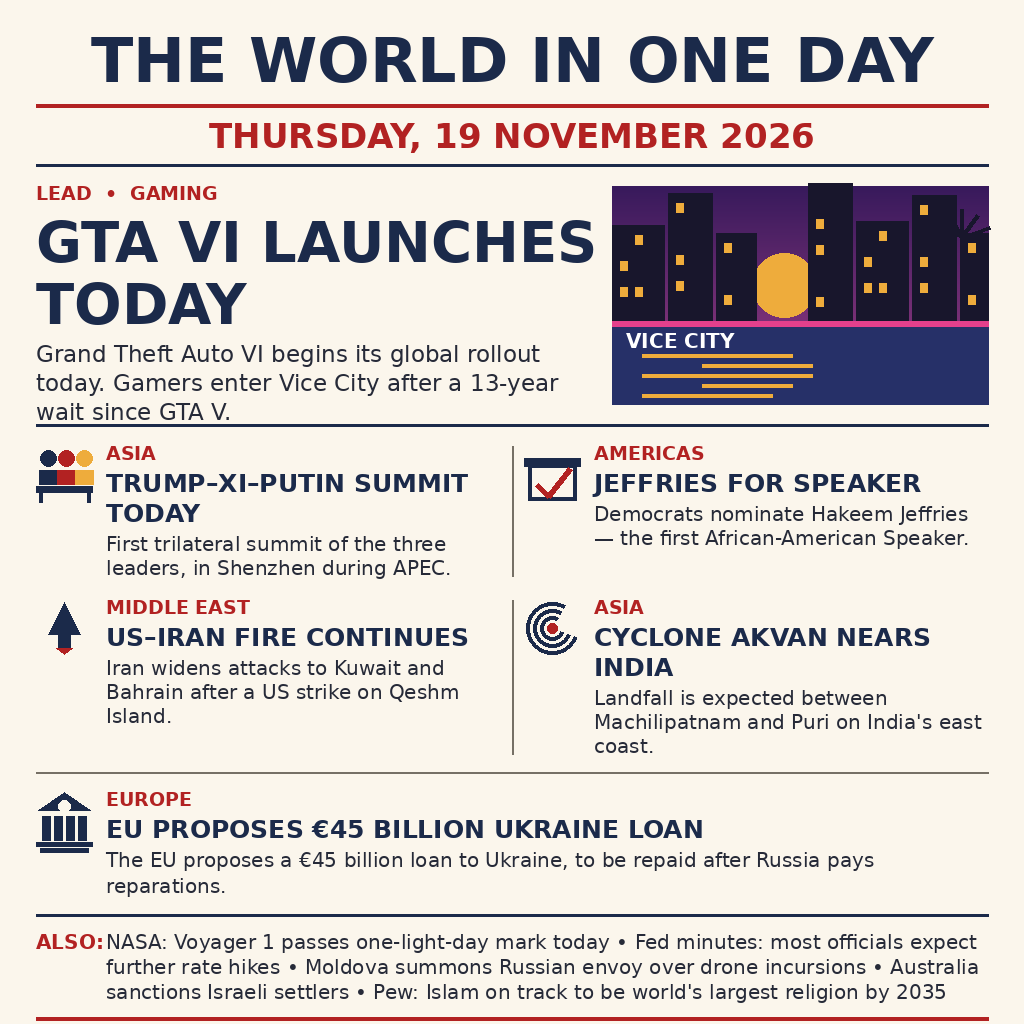 THE WORLD IN ONE DAY
THURSDAY, 19 NOVEMBER 2026
LEAD • GAMING
GTA VI LAUNCHES
TODAY
Grand Theft Auto VI begins its global rollout
today. Gamers enter Vice City after a 13-year
wait since GTA V.
VICE CITY
ASIA
TRUMP–XI–PUTIN SUMMIT
TODAY
First trilateral summit of the three
leaders, in Shenzhen during APEC.
AMERICAS
JEFFRIES FOR SPEAKER
Democrats nominate Hakeem Jeffries
— the first African-American Speaker.
MIDDLE EAST
US–IRAN FIRE CONTINUES
Iran widens attacks to Kuwait and
Bahrain after a US strike on Qeshm
Island.
ASIA
CYCLONE AKVAN NEARS
INDIA
Landfall is expected between
Machilipatnam and Puri on India's east
coast.
EUROPE
EU PROPOSES €45 BILLION UKRAINE LOAN
The EU proposes a €45 billion loan to Ukraine, to be repaid after Russia pays
reparations.
ALSO: NASA: Voyager 1 passes one-light-day mark today • Fed minutes: most officials expect
further rate hikes • Moldova summons Russian envoy over drone incursions • Australia
sanctions Israeli settlers • Pew: Islam on track to be world's largest religion by 2035